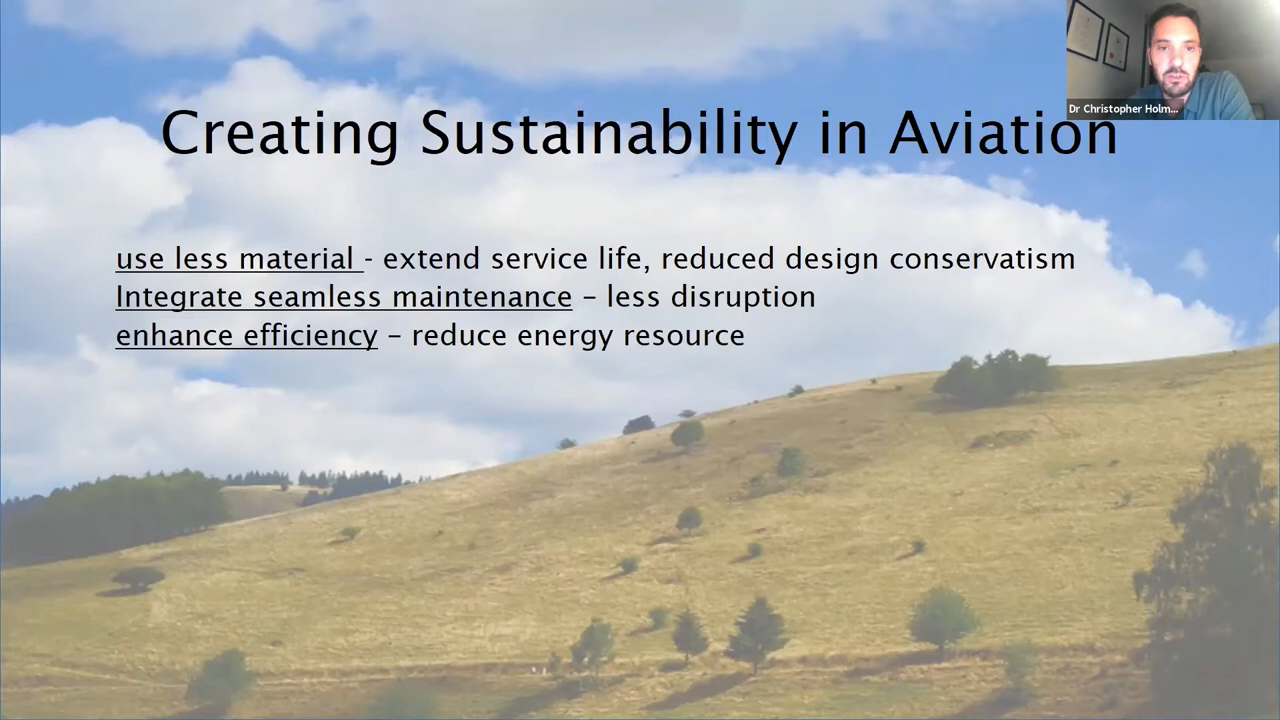 Creating Sustainability in Aviation
Dr Christopher Holm...
use less material - extend service life, reduced design conservatism
Integrate seamless maintenance – less disruption
enhance efficiency – reduce energy resource